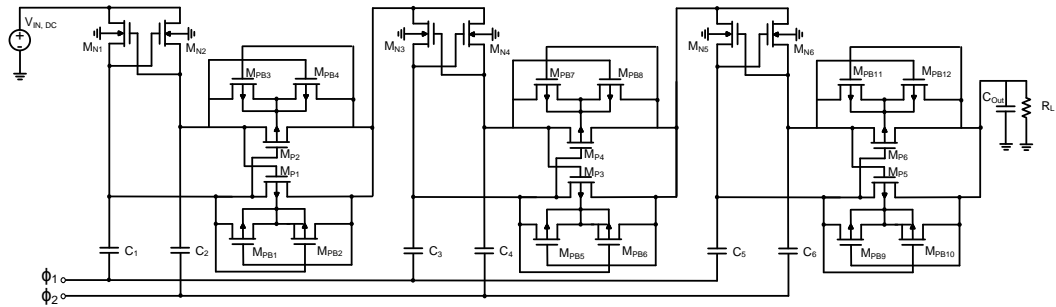 V_IN, DC
M_N1
M_N2
M_N3
M_N4
M_N5
M_N6
M_PB3
M_PB4
M_PB7
M_PB8
M_PB11
M_PB12
C_Out
R_L
M_P2
M_P4
M_P6
M_P1
M_P3
M_P5
M_PB1
M_PB2
M_PB5
M_PB6
M_PB9
M_PB10
C_1
C_2
C_3
C_4
C_5
C_6
ϕ_1
ϕ_2